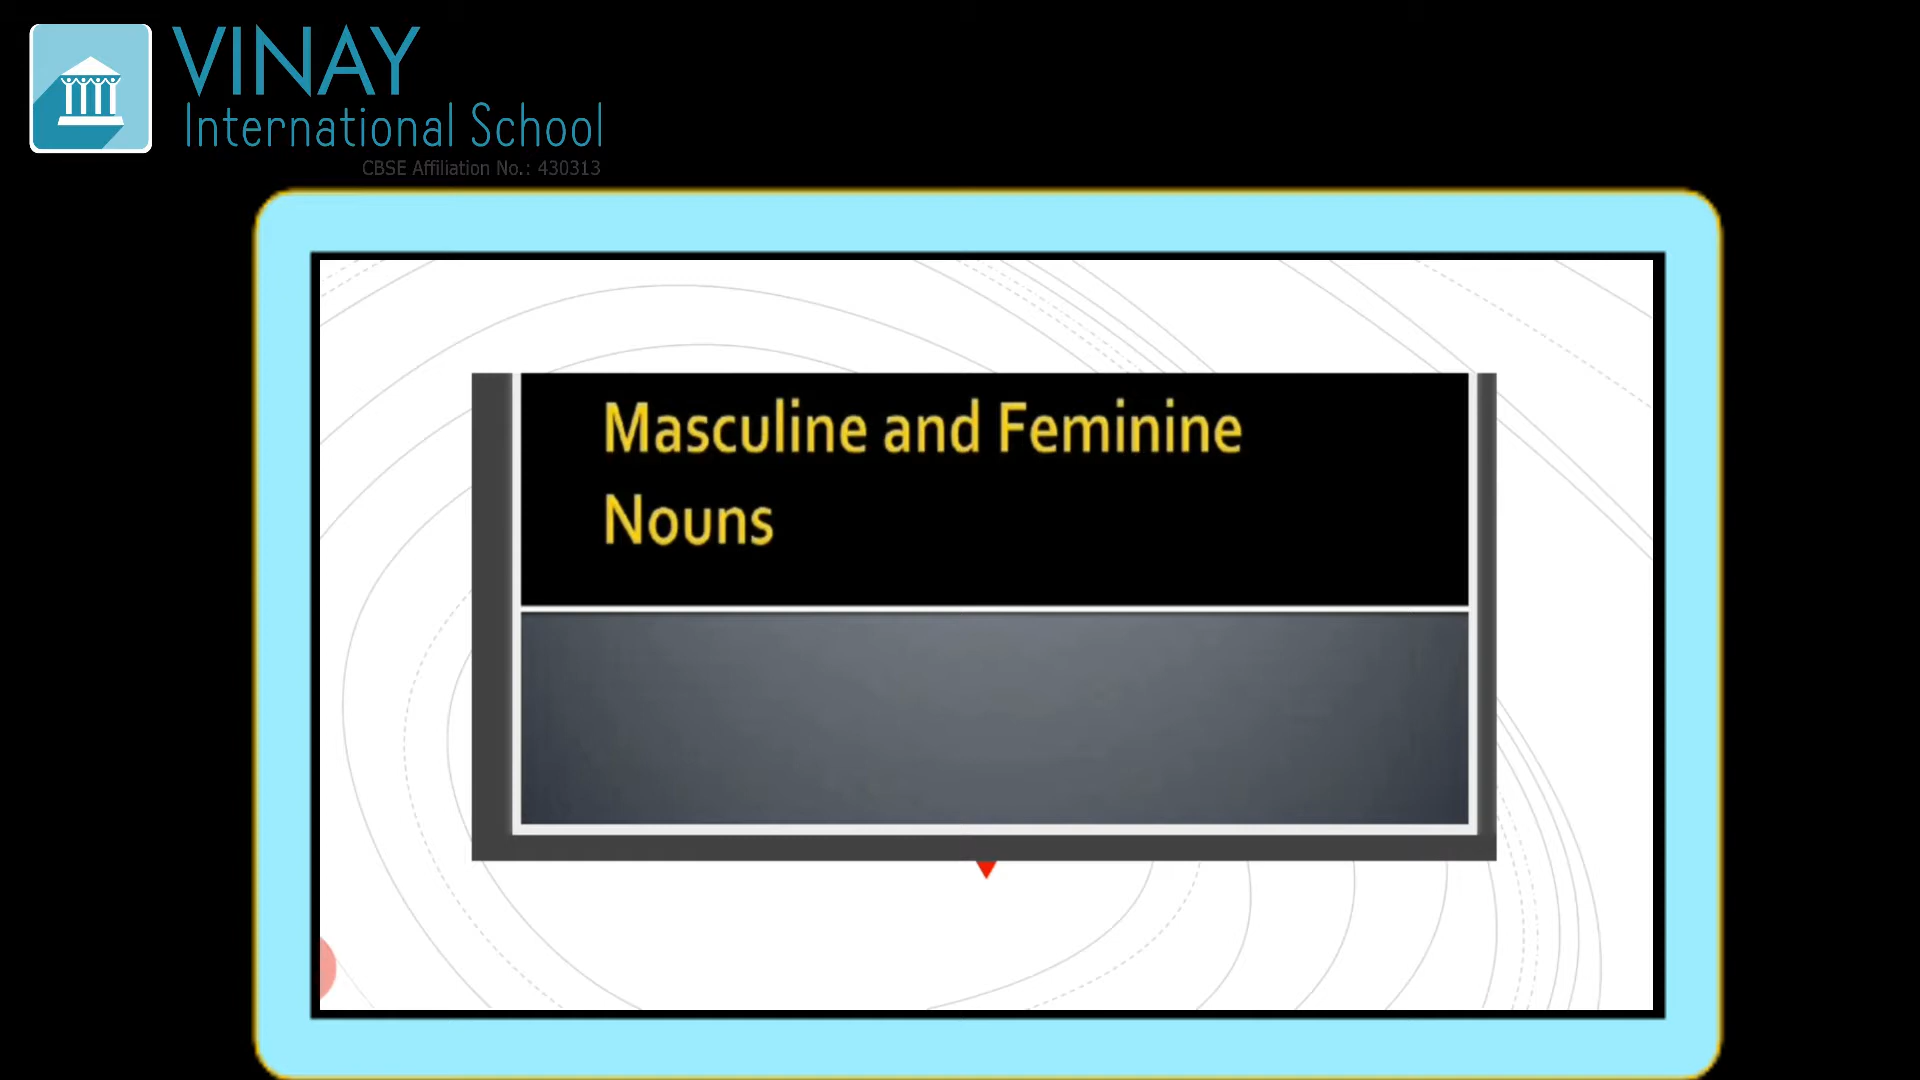 VINAY
International School
CBSE Affiliation No.: 430313
Masculine and Feminine
Nouns